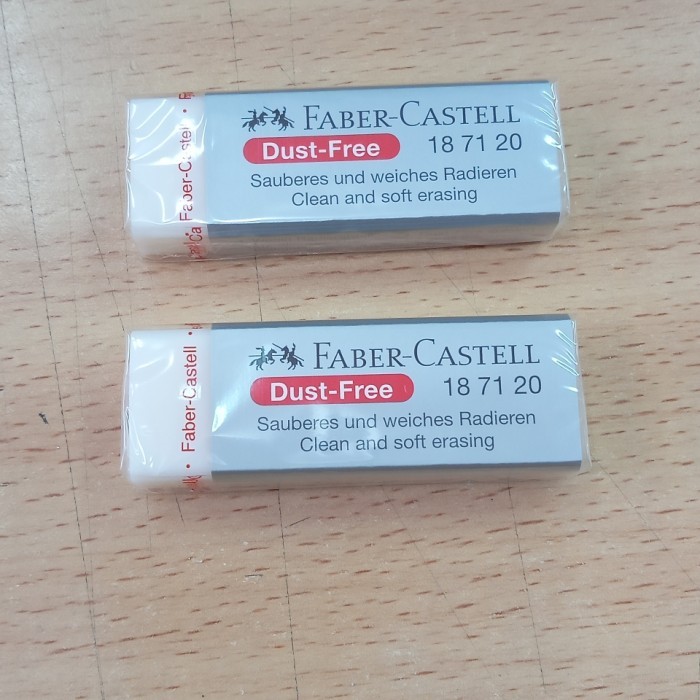 Faber-Castell
FABER-CASTELL
Dust-Free 18 71 20
Sauberes und weiches Radieren
Clean and soft erasing
Faber-Castell
FABER-CASTELL
Dust-Free 18 71 20
Sauberes und weiches Radieren
Clean and soft erasing